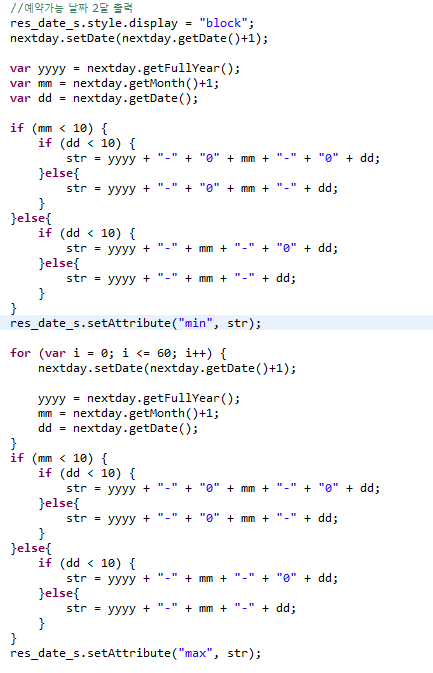 //예약가능 날짜 2달 출력
res_date_s.style.display = "block";
nextday.setDate(nextday.getDate()+1);

var yyyy = nextday.getFullYear();
var mm = nextday.getMonth()+1;
var dd = nextday.getDate();

if (mm < 10) {
    if (dd < 10) {
        str = yyyy + "-" + "0" + mm + "-" + "0" + dd;
    }else{
        str = yyyy + "-" + "0" + mm + "-" + dd;
    }
}else{
    if (dd < 10) {
        str = yyyy + "-" + mm + "-" + "0" + dd;
    }else{
        str = yyyy + "-" + mm + "-" + dd;
    }
}
res_date_s.setAttribute("min", str);

for (var i = 0; i <= 60; i++) {
    nextday.setDate(nextday.getDate()+1);

    yyyy = nextday.getFullYear();
    mm = nextday.getMonth()+1;
    dd = nextday.getDate();
}
if (mm < 10) {
    if (dd < 10) {
        str = yyyy + "-" + "0" + mm + "-" + "0" + dd;
    }else{
        str = yyyy + "-" + "0" + mm + "-" + dd;
    }
}else{
    if (dd < 10) {
        str = yyyy + "-" + mm + "-" + "0" + dd;
    }else{
        str = yyyy + "-" + mm + "-" + dd;
    }
}
res_date_s.setAttribute("max", str);